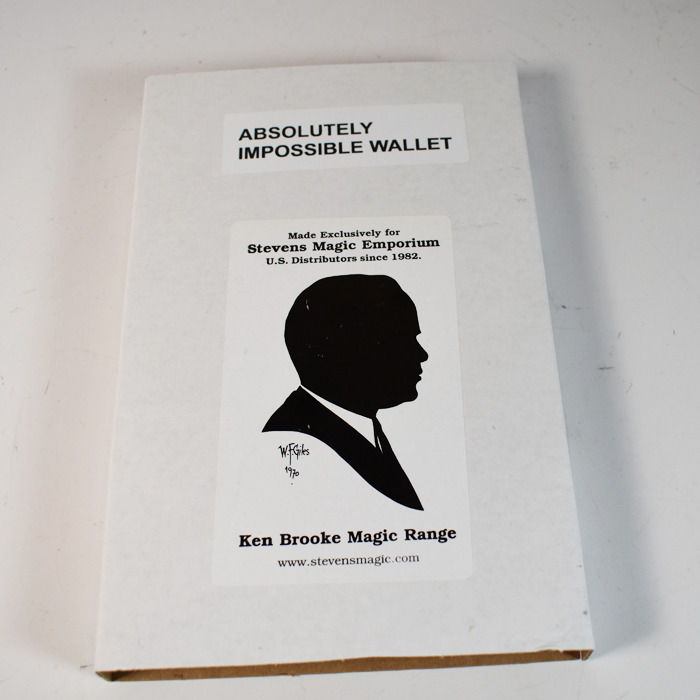 ABSOLUTELY
IMPOSSIBLE WALLET
Made Exclusively for
Stevens Magic Emporium
U.S. Distributors since 1982.
W.F.Giles
1970
Ken Brooke Magic Range
www.stevensmagic.com